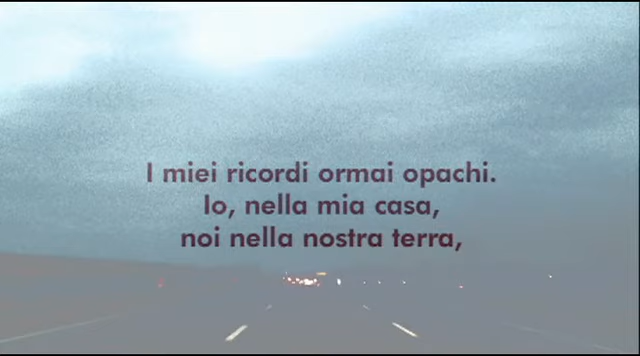 I miei ricordi ormai opachi.
Io, nella mia casa,
noi nella nostra terra,